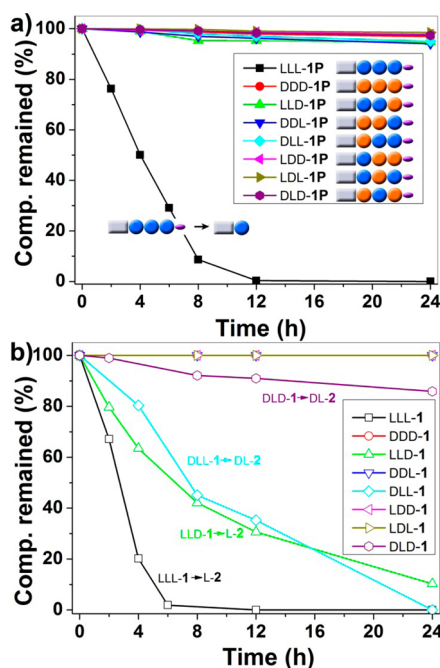 a)
Comp. remained (%)
100
80
60
40
20
0
LLL-1P
DDD-1P
LLD-1P
DDL-1P
DLL-1P
LDD-1P
LDL-1P
DLD-1P
0 4 8 12 16 20 24
Time (h)
b)
Comp. remained (%)
100
80
60
40
20
0
DLD-1→DL-2
DLL-1→DL-2
LLD-1→L-2
LLL-1→L-2
LLL-1
DDD-1
LLD-1
DDL-1
DLL-1
LDD-1
LDL-1
DLD-1
0 4 8 12 16 20 24
Time (h)